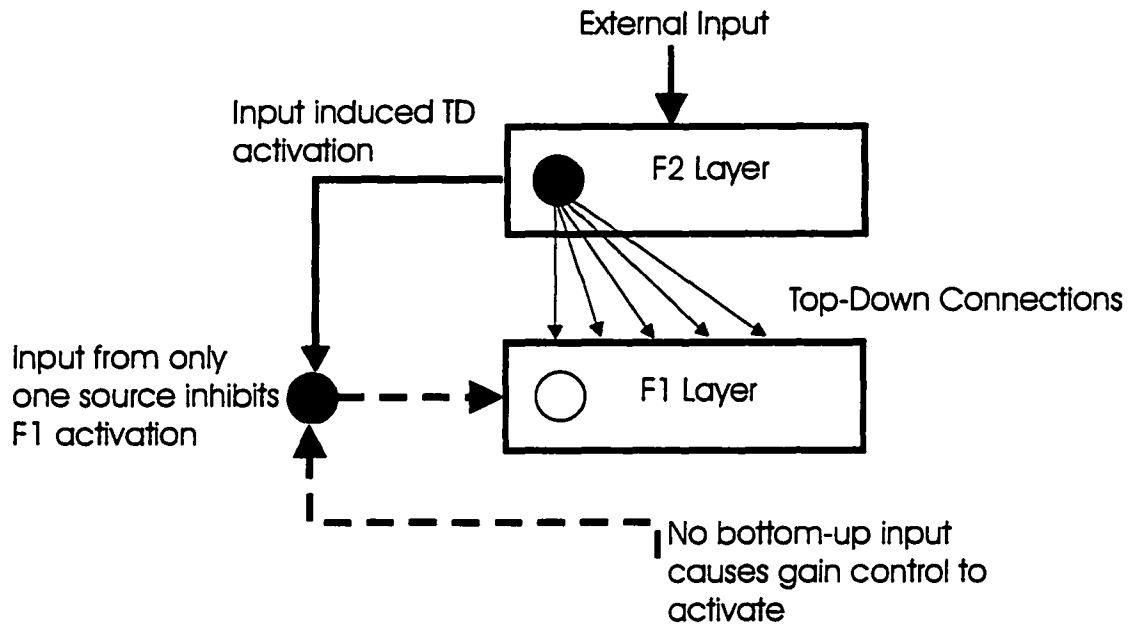 External Input
Input induced TD
activation
F2 Layer
Top-Down Connections
Input from only
one source inhibits
F1 activation
F1 Layer
No bottom-up input
causes gain control to
activate